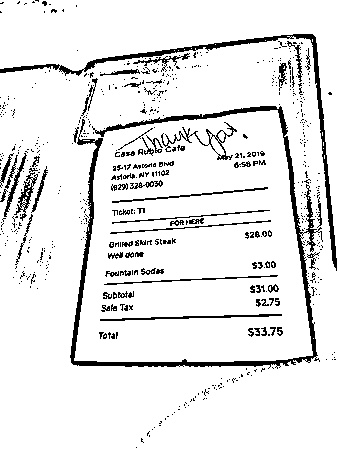 Thank you!
Casa Rubio Cafe
25-17 Astoria Blvd
May 21, 2019
Astoria, NY 11102
6:58 PM
(929) 328-0030
Ticket: T1
FOR HERE
Grilled Skirt Steak $28.00
Well done
Fountain Sodas $3.00
Subtotal $31.00
Sale Tax $2.75
Total $33.75